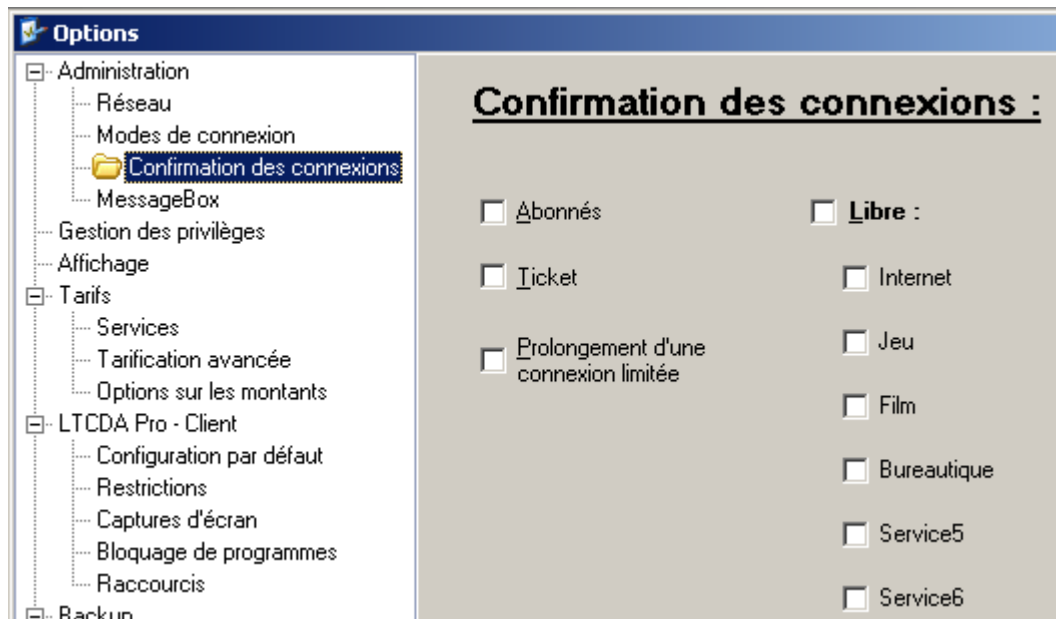 Options
Administration
Réseau
Modes de connexion
Confirmation des connexions
MessageBox
Gestion des privilèges
Affichage
Tarifs
Services
Tarification avancée
Options sur les montants
LTCDA Pro - Client
Configuration par défaut
Restrictions
Captures d'écran
Bloquage de programmes
Raccourcis
Backup
Confirmation des connexions :
Abonnés
Ticket
Prolongement d'une
connexion limitée
Libre :
Internet
Jeu
Film
Bureautique
Service5
Service6